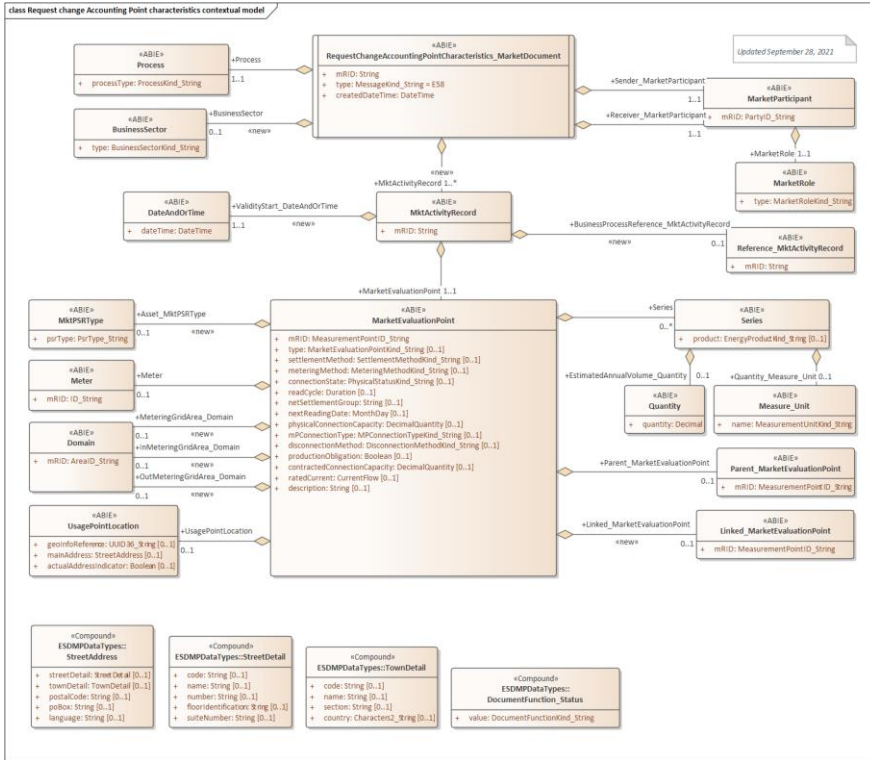 class Request change Accounting Point characteristics contextual model
Updated September 28, 2021
«ABIE»
Process
+ processType: ProcessKind_String
+Process
1..1
«ABIE»
RequestChangeAccountingPointCharacteristics_MarketDocument
+ mRID: String
+ type: MessageKind_String = E58
+ createdDateTime: DateTime
«ABIE»
BusinessSector
+ type: BusinessSectorKind_String
+BusinessSector
0..1
«new»
+Sender_MarketParticipant
1..1
+Receiver_MarketParticipant
1..1
«ABIE»
MarketParticipant
+ mRID: PartyID_String
+MarketRole 1..1
«ABIE»
MarketRole
+ type: MarketRoleKind_String
«new»
+MktActivityRecord 1..*
«ABIE»
DateAndOrTime
+ dateTime: DateTime
+ValidityStart_DateAndOrTime
1..1
«new»
«ABIE»
MktActivityRecord
+ mRID: String
+BusinessProcessReference_MktActivityRecord
«new»
0..1
«ABIE»
Reference_MktActivityRecord
+ mRID: String
+MarketEvaluationPoint 1..1
«ABIE»
MktPSRType
+ psrType: PsrType_String
+Asset_MktPSRType
0..1
«new»
«ABIE»
Meter
+ mRID: ID_String
+Meter
0..1
«ABIE»
Domain
+ mRID: AreaID_String
+MeteringGridArea_Domain
0..1
«new»
+InMeteringGridArea_Domain
0..1
«new»
+OutMeteringGridArea_Domain
0..1
«new»
«ABIE»
UsagePointLocation
+ geoInfoReference: UUID36_String [0..1]
+ mainAddress: StreetAddress [0..1]
+ actualAddressIndicator: Boolean [0..1]
+UsagePointLocation
0..1
«ABIE»
MarketEvaluationPoint
+ mRID: MeasurementPointID_String
+ type: MarketEvaluationPointKind_String [0..1]
+ settlementMethod: SettlementMethodKind_String [0..1]
+ meteringMethod: MeteringMethodKind_String [0..1]
+ connectionState: PhysicalStatusKind_String [0..1]
+ readCycle: Duration [0..1]
+ netSettlementGroup: String [0..1]
+ nextReadingDate: MonthDay [0..1]
+ physicalConnectionCapacity: DecimalQuantity [0..1]
+ mPConnectionType: MPConnectionTypeKind_String [0..1]
+ disconnectionMethod: DisconnectionMethodKind_String [0..1]
+ productionObligation: Boolean [0..1]
+ contractedConnectionCapacity: DecimalQuantity [0..1]
+ ratedCurrent: CurrentFlow [0..1]
+ description: String [0..1]
+Series
0..*
«ABIE»
Series
+ product: EnergyProductKind_String [0..1]
+EstimatedAnnualVolume_Quantity 0..1
+Quantity_Measure_Unit 0..1
«ABIE»
Quantity
+ quantity: Decimal
«ABIE»
Measure_Unit
+ name: MeasurementUnitKind_String
+Parent_MarketEvaluationPoint
0..1
«ABIE»
Parent_MarketEvaluationPoint
+ mRID: MeasurementPointID_String
+Linked_MarketEvaluationPoint
«new»
0..1
«ABIE»
Linked_MarketEvaluationPoint
+ mRID: MeasurementPointID_String
«Compound»
ESDMPDataTypes::
StreetAddress
+ streetDetail: StreetDetail [0..1]
+ townDetail: TownDetail [0..1]
+ postalCode: String [0..1]
+ poBox: String [0..1]
+ language: String [0..1]
«Compound»
ESDMPDataTypes::StreetDetail
+ code: String [0..1]
+ name: String [0..1]
+ number: String [0..1]
+ floorIdentification: String [0..1]
+ suiteNumber: String [0..1]
«Compound»
ESDMPDataTypes::TownDetail
+ code: String [0..1]
+ name: String [0..1]
+ section: String [0..1]
+ country: Characters2_String [0..1]
«Compound»
ESDMPDataTypes::
DocumentFunction_Status
+ value: DocumentFunctionKind_String